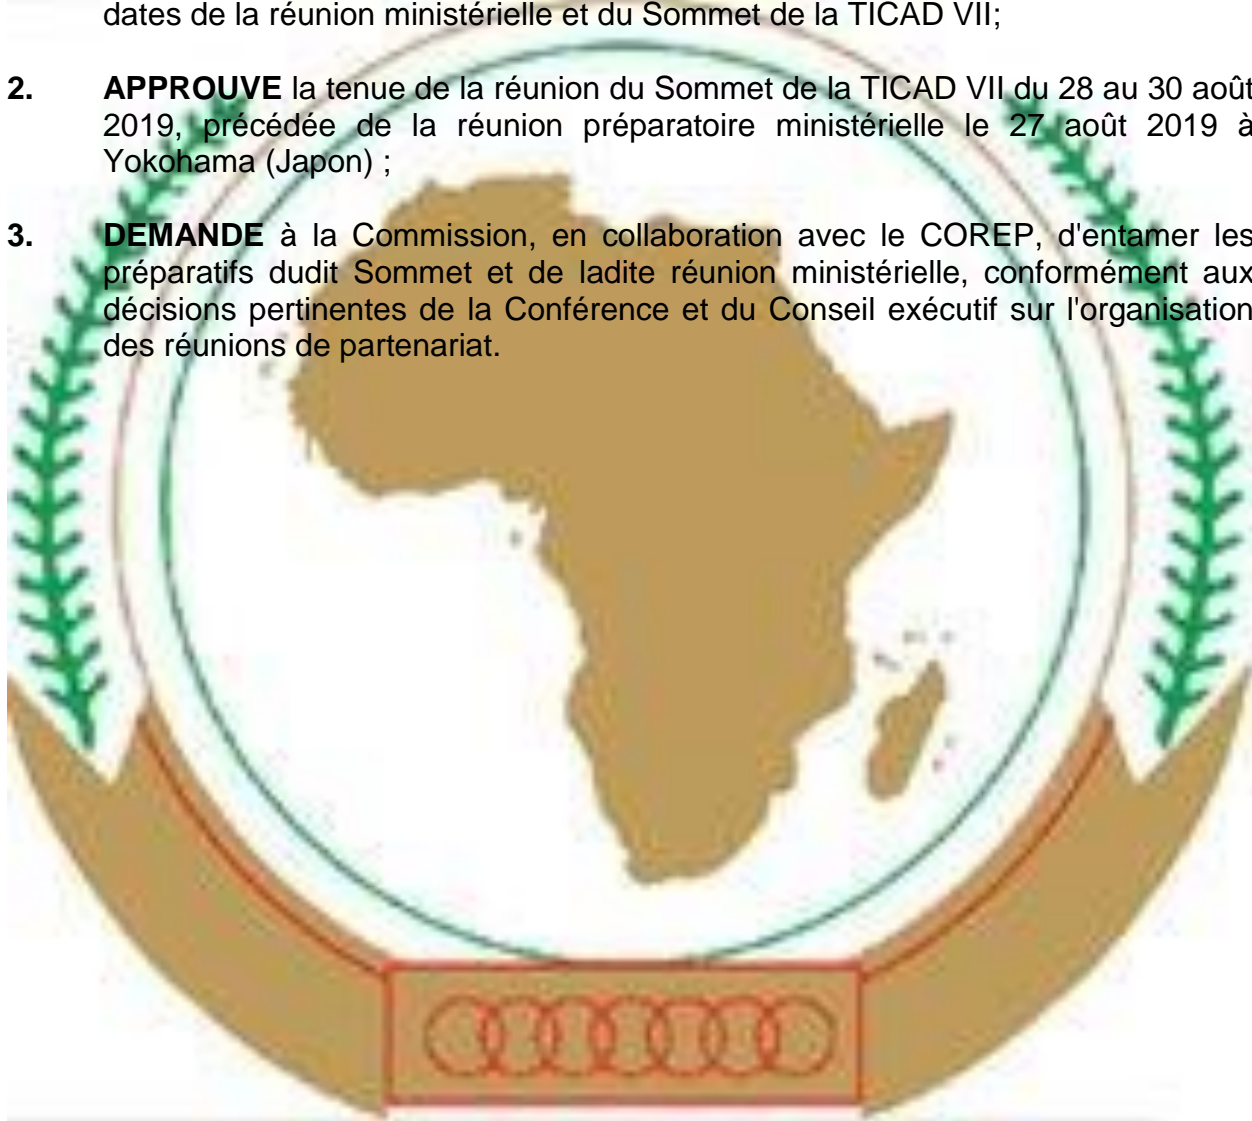 dates de la réunion ministérielle et du Sommet de la TICAD VII;
2. APPROUVE la tenue de la réunion du Sommet de la TICAD VII du 28 au 30 août
2019, précédée de la réunion préparatoire ministérielle le 27 août 2019 à
Yokohama (Japon) ;
3. DEMANDE à la Commission, en collaboration avec le COREP, d'entamer les
préparatifs dudit Sommet et de ladite réunion ministérielle, conformément aux
décisions pertinentes de la Conférence et du Conseil exécutif sur l'organisation
des réunions de partenariat.